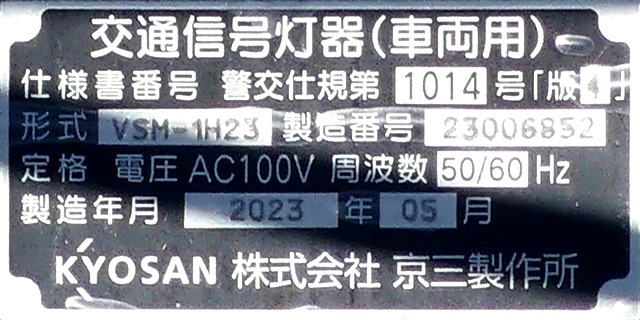 交通信号灯器(車両用)
仕様書番号 警交仕規第 1014 号「版4」
形式 VSM-1H23 製造番号 23006852
定格 電圧 AC100V 周波数 50/60 Hz
製造年月 2023 年 05 月
KYOSAN 株式会社 京三製作所